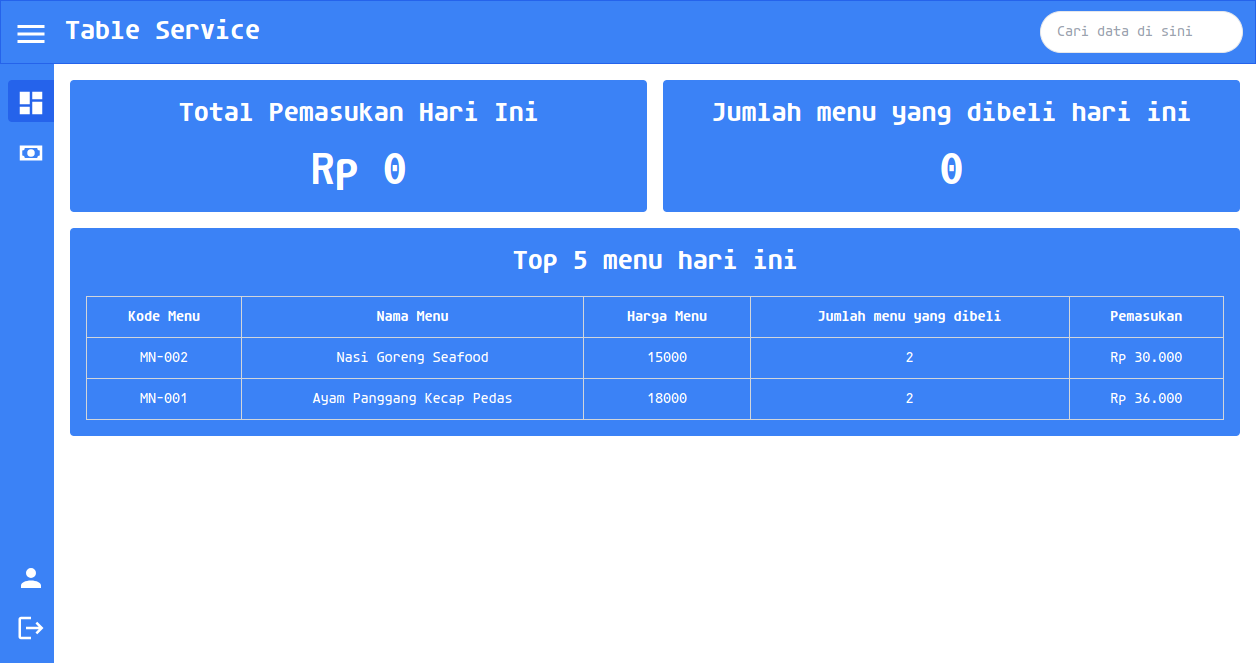 Table Service
Cari data di sini
Total Pemasukan Hari Ini
Rp 0
Jumlah menu yang dibeli hari ini
0
Top 5 menu hari ini
Kode Menu Nama Menu Harga Menu Jumlah menu yang dibeli Pemasukan
MN-002 Nasi Goreng Seafood 15000 2 Rp 30.000
MN-001 Ayam Panggang Kecap Pedas 18000 2 Rp 36.000